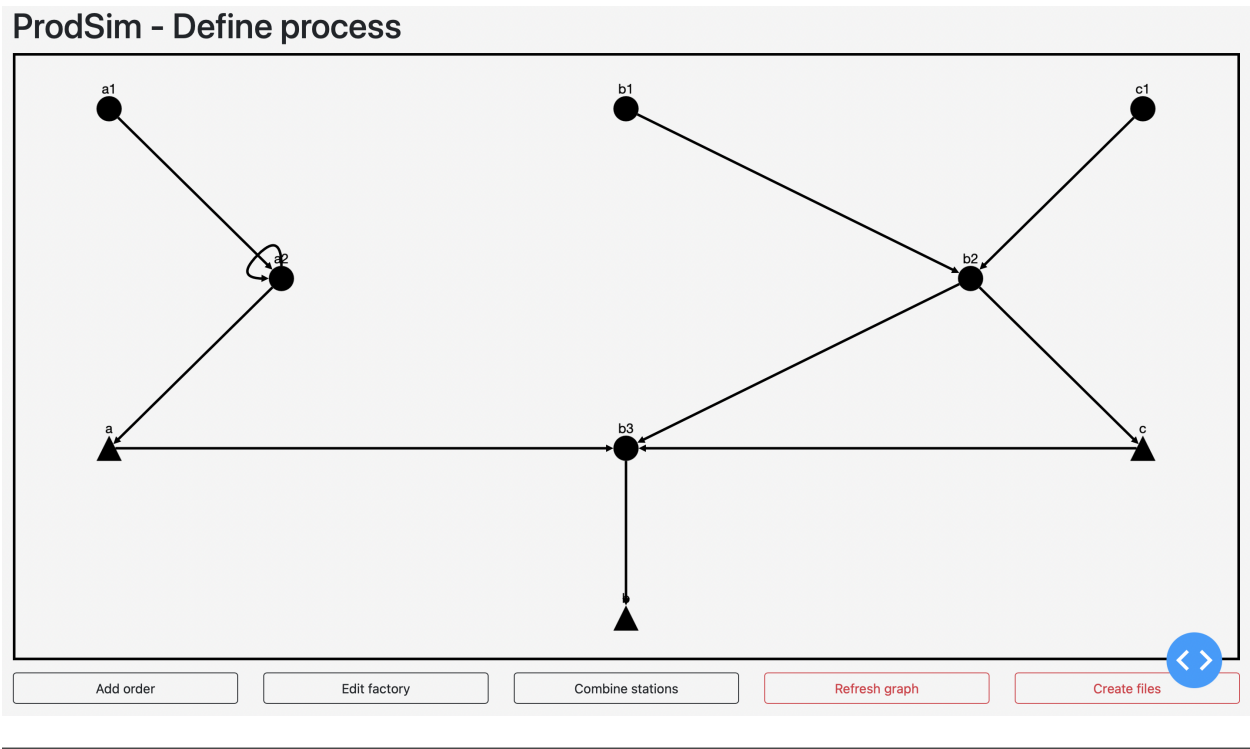 ProdSim - Define process
a1
b1
c1
a2
b2
a
b3
c
b
Add order
Edit factory
Combine stations
Refresh graph
Create files